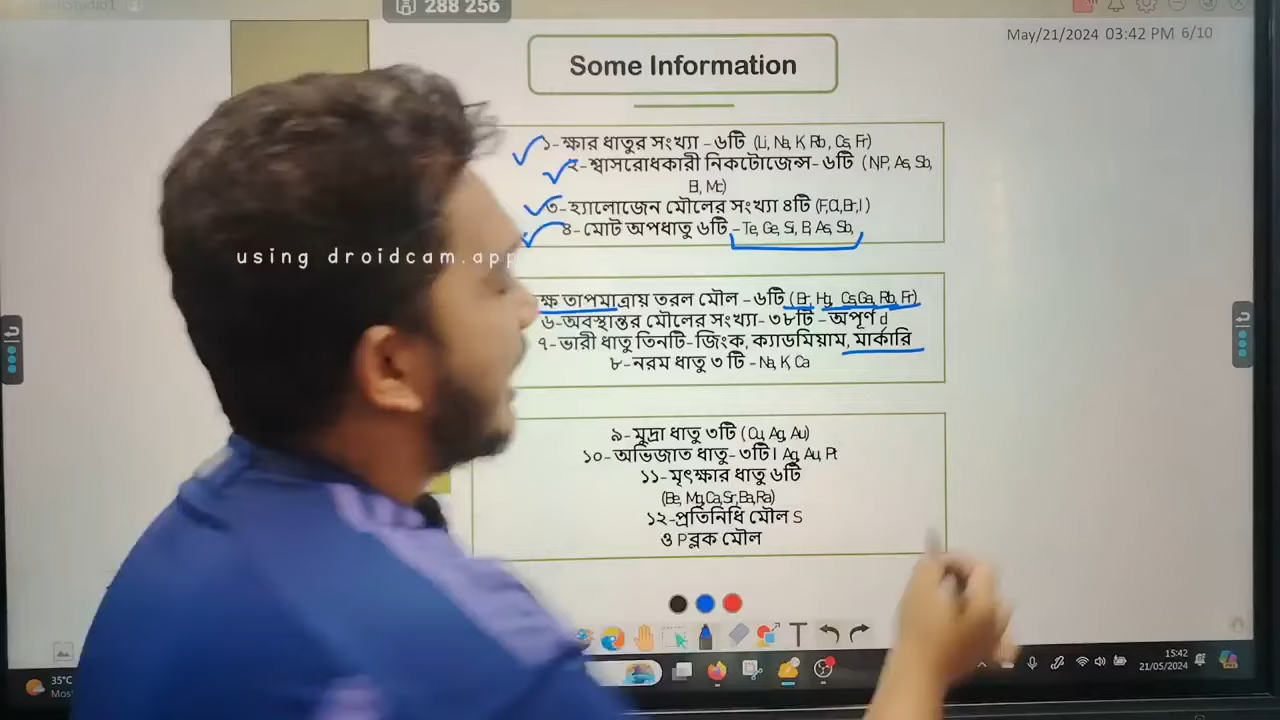 288 256
May/21/2024 03:42 PM 6/10
Some Information
১- ক্ষার ধাতুর সংখ্যা - ৬টি (Li, Na, K, Rb, Cs, Fr)
২- শ্বাসরোধকারী নিকটোজেন্স- ৬টি (N,P, As, Sb,
Bi, Mc)
৩- হ্যালোজেন মৌলের সংখ্যা ৪টি (F,Cl,Br,I)
৪- মোট অপধাতু ৬টি - Te, Ge, Si, B, As, Sb,
using droidcam.app
ক্ষ তাপমাত্রায় তরল মৌল - ৬টি (Br, Hg, Cs,Ga, Rb, Fr)
৬-অবস্থান্তর মৌলের সংখ্যা- ৩৮টি - অপূর্ণ d
৭- ভারী ধাতু তিনটি- জিংক, ক্যাডমিয়াম, মার্কারি
৮-নরম ধাতু ৩ টি - Na, K, Ca
৯- মুদ্রা ধাতু ৩টি (Cu, Ag, Au)
১০- অভিজাত ধাতু- ৩টি। Ag, Au, Pt
১১- মৃৎক্ষার ধাতু ৬টি
(Be, Mg,Ca,Sr,Ba,Ra)
১২-প্রতিনিধি মৌল S
ও P ব্লক মৌল
35°C
15:42
21/05/2024